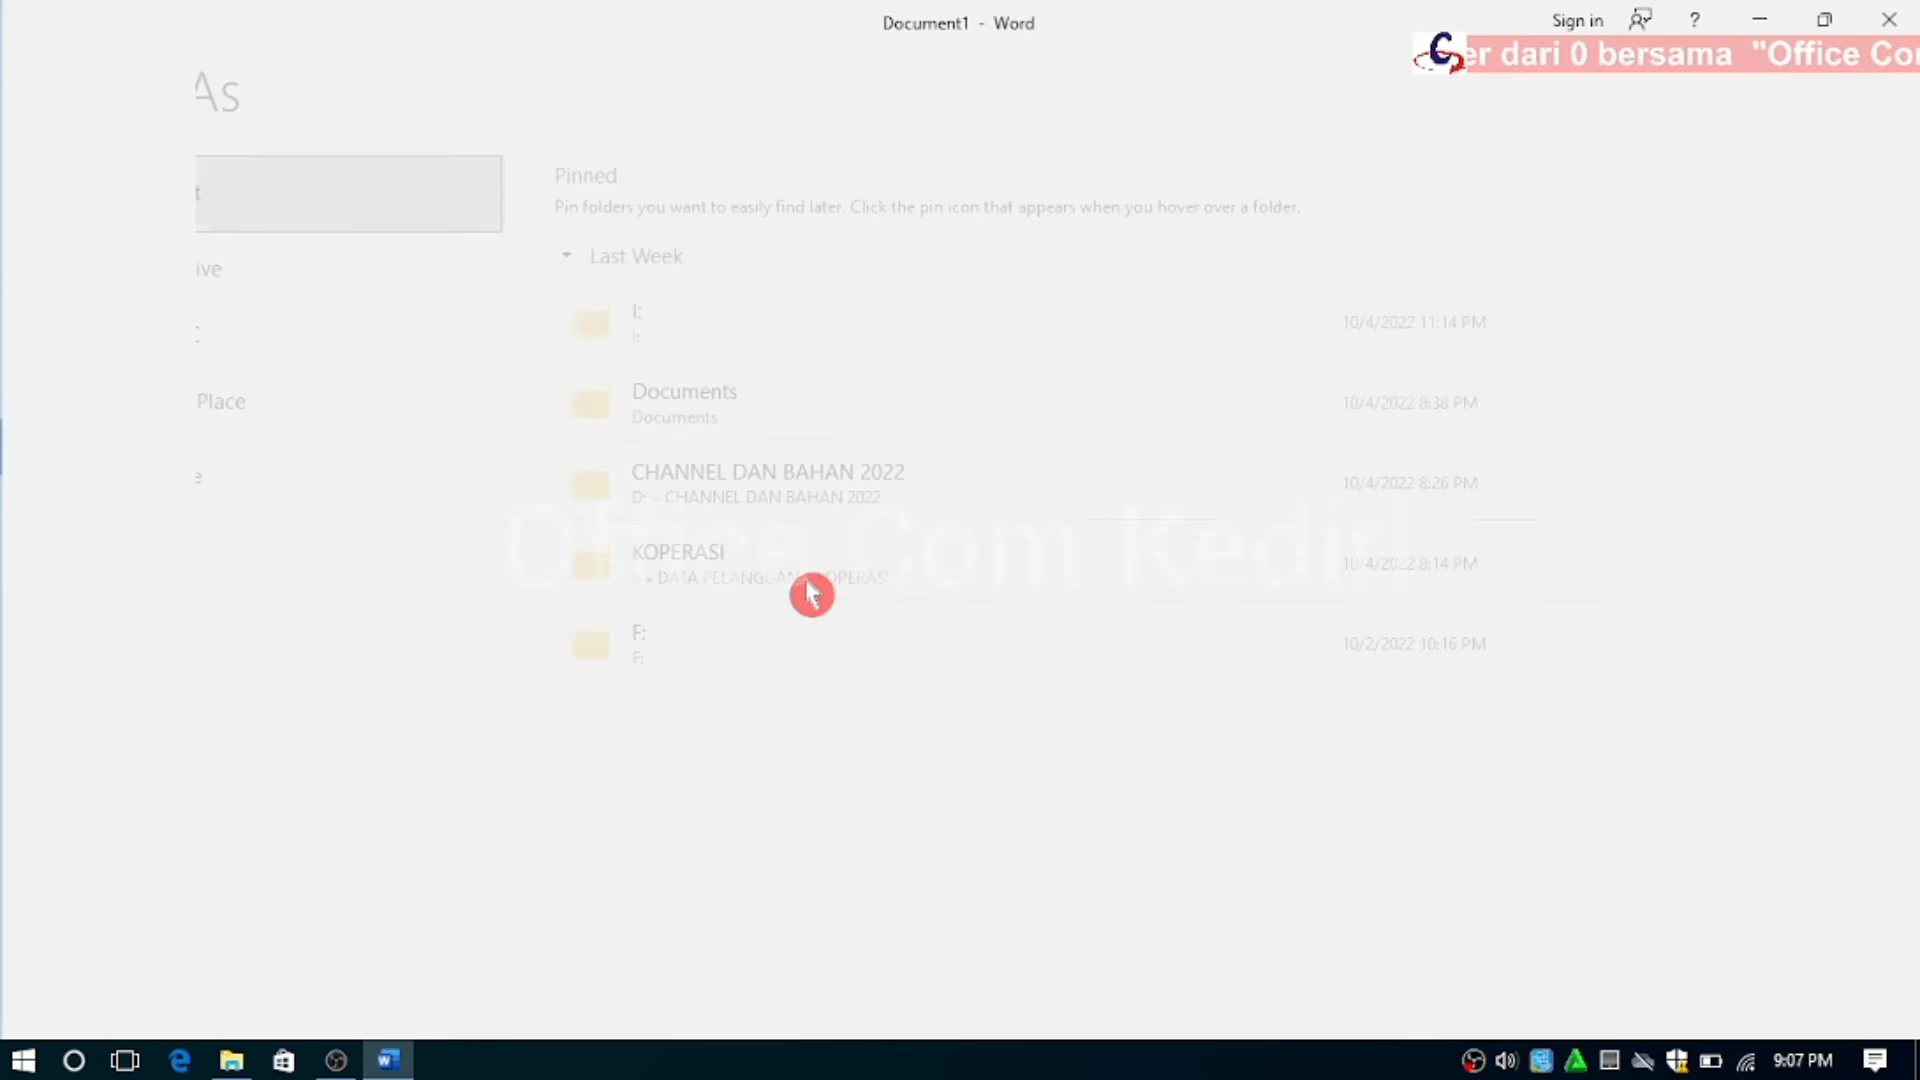 Document1 - Word
Sign in
?
er dari 0 bersama "Office Co
As
Pinned
Pin folders you want to easily find later. Click the pin icon that appears when you hover over a folder.
Last Week
ive
Place
e
I:
I:
10/4/2022 11:14 PM
Documents
Documents
10/4/2022 8:38 PM
CHANNEL DAN BAHAN 2022
D: » CHANNEL DAN BAHAN 2022
10/4/2022 8:26 PM
Office Com Kediri
KOPERASI
» DATA PELANGGAN OPERASI
10/4/2022 8:14 PM
F:
F:
10/2/2022 10:16 PM
9:07 PM